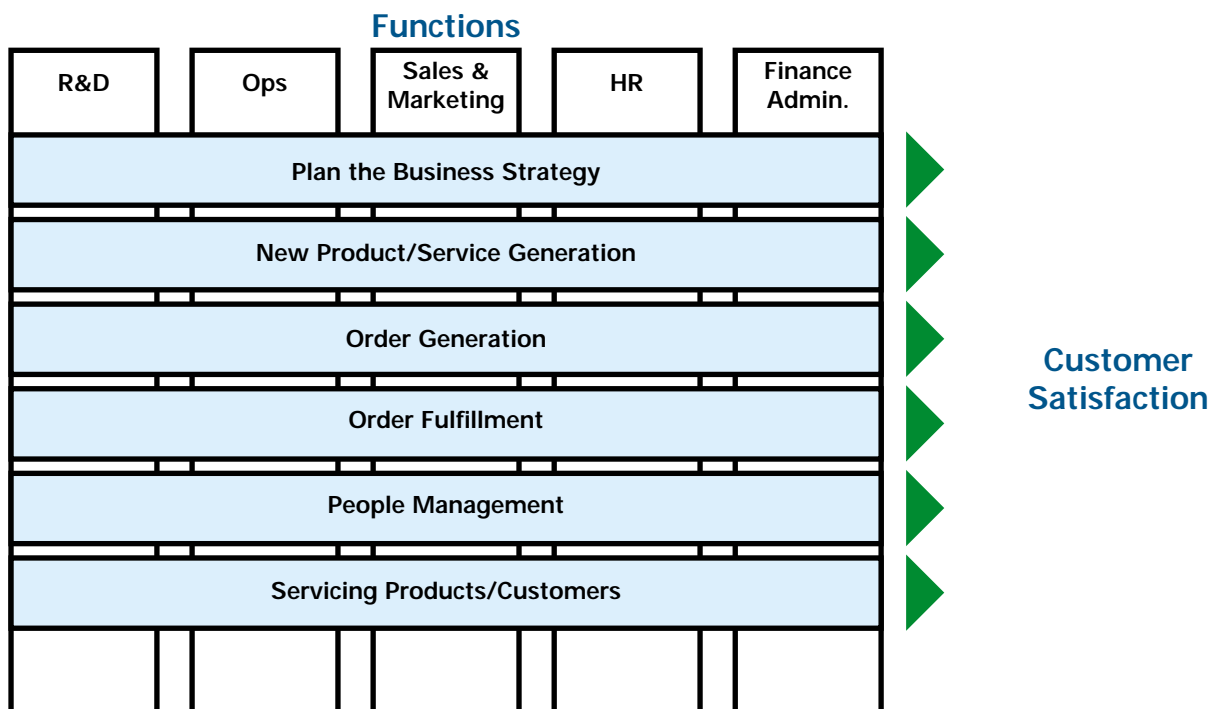 Functions
R&D
Ops
Sales &
Marketing
HR
Finance
Admin.
Plan the Business Strategy
New Product/Service Generation
Order Generation
Order Fulfillment
People Management
Servicing Products/Customers
Customer
Satisfaction